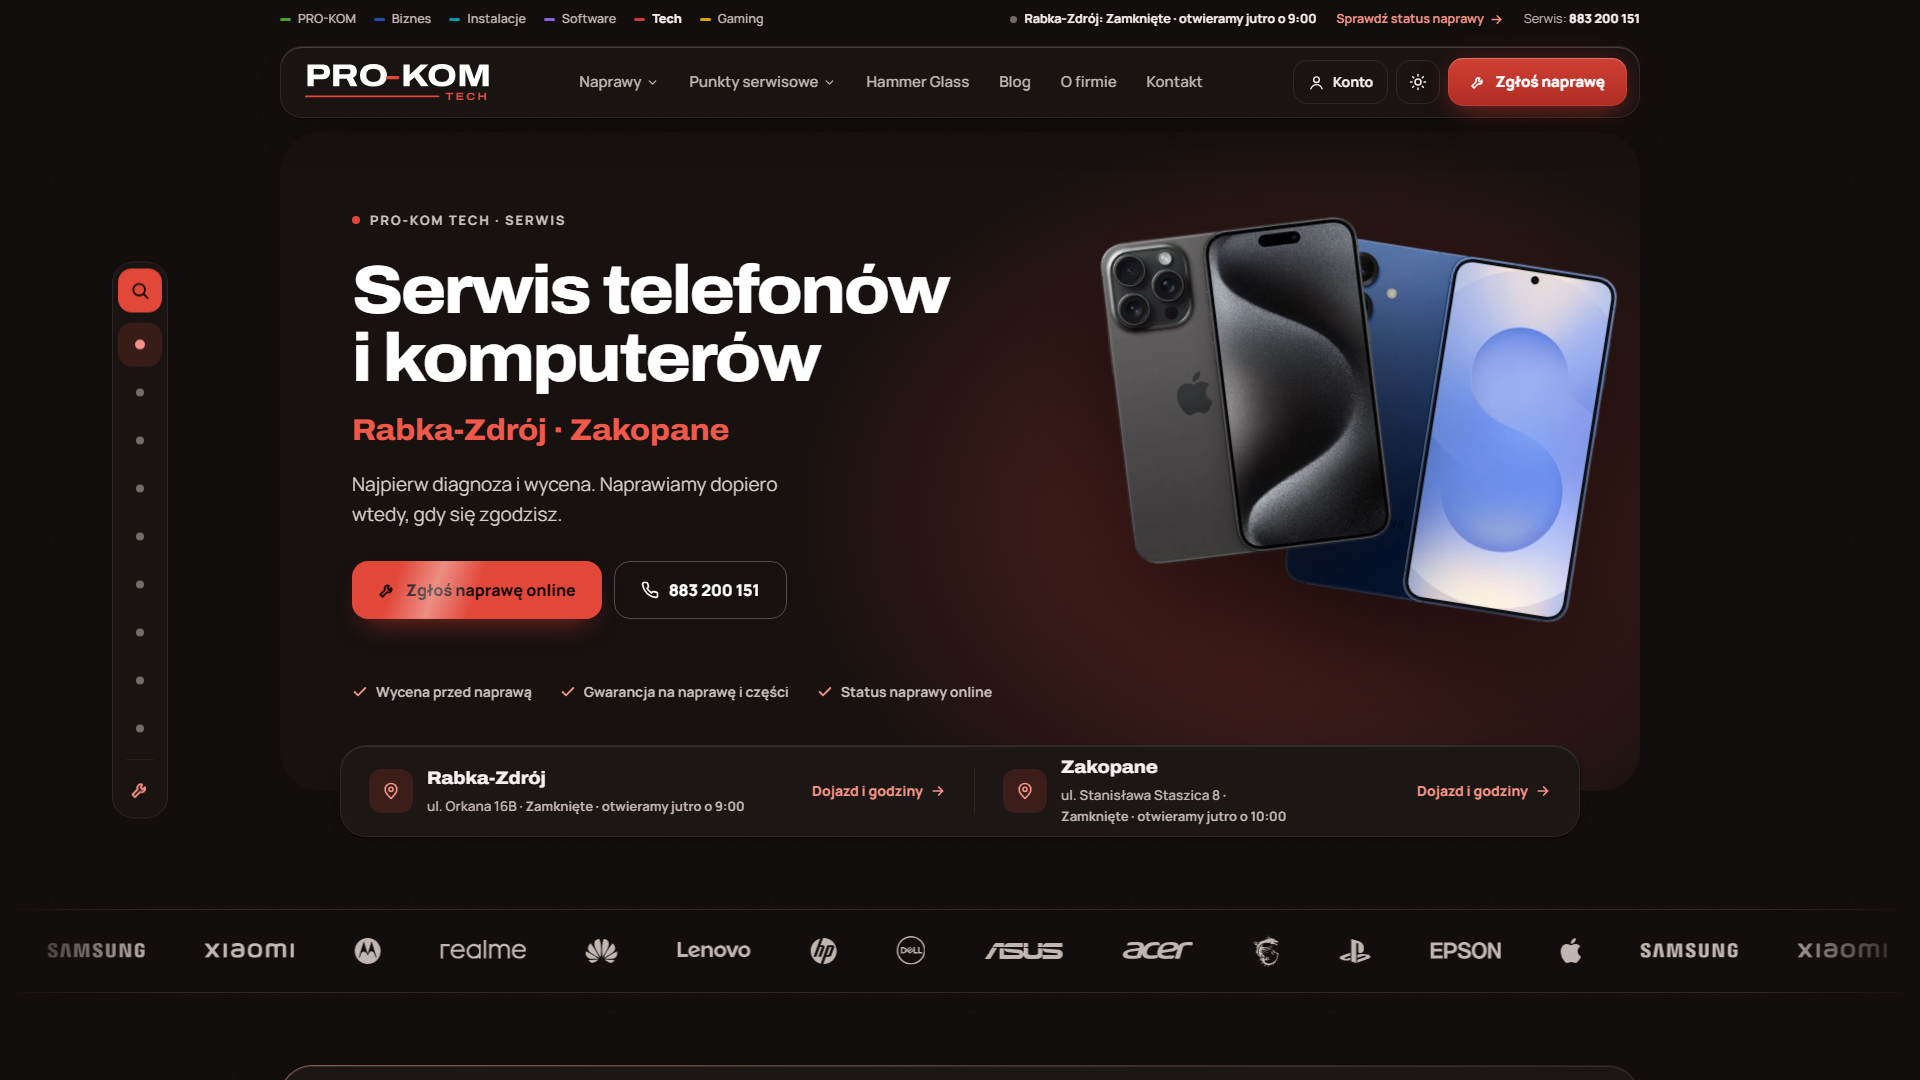 PRO-KOM Biznes Instalacje Software Tech Gaming
Rabka-Zdrój: Zamknięte · otwieramy jutro o 9:00 Sprawdź status naprawy → Serwis: 883 200 151
PRO-KOM
TECH
Naprawy Punkty serwisowe Hammer Glass Blog O firmie Kontakt
Konto Zgłoś naprawę
PRO-KOM TECH · SERWIS
Serwis telefonów
i komputerów
Rabka-Zdrój · Zakopane
Najpierw diagnoza i wycena. Naprawiamy dopiero
wtedy, gdy się zgodzisz.
Zgłoś naprawę online 883 200 151
Wycena przed naprawą Gwarancja na naprawę i części Status naprawy online
Rabka-Zdrój
ul. Orkana 16B · Zamknięte · otwieramy jutro o 9:00
Dojazd i godziny →
Zakopane
ul. Stanisława Staszica 8 ·
Zamknięte · otwieramy jutro o 10:00
Dojazd i godziny →
SAMSUNG xiaomi realme Lenovo hp DELL ASUS acer EPSON SAMSUNG xiaomi